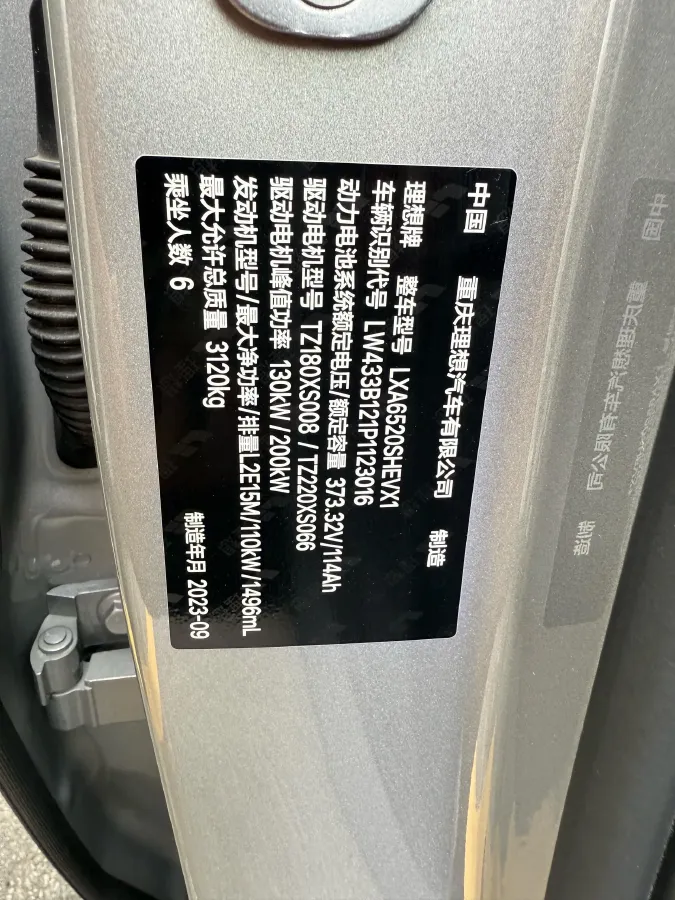 中国 重庆理想汽车有限公司 制造
理想牌 整车型号 LXA6520SHEVX1
车辆识别代号 LW433B121P1123016
动力电池系统额定电压/额定容量 373.32V/114Ah
驱动电机型号 TZ180XS008 / TZ220XS066
驱动电机峰值功率 130kW/200kW
发动机型号/最大净功率/排量L2E15M/110kW/1496mL
最大允许总质量 3120kg
乘坐人数 6 制造年月 2023-09